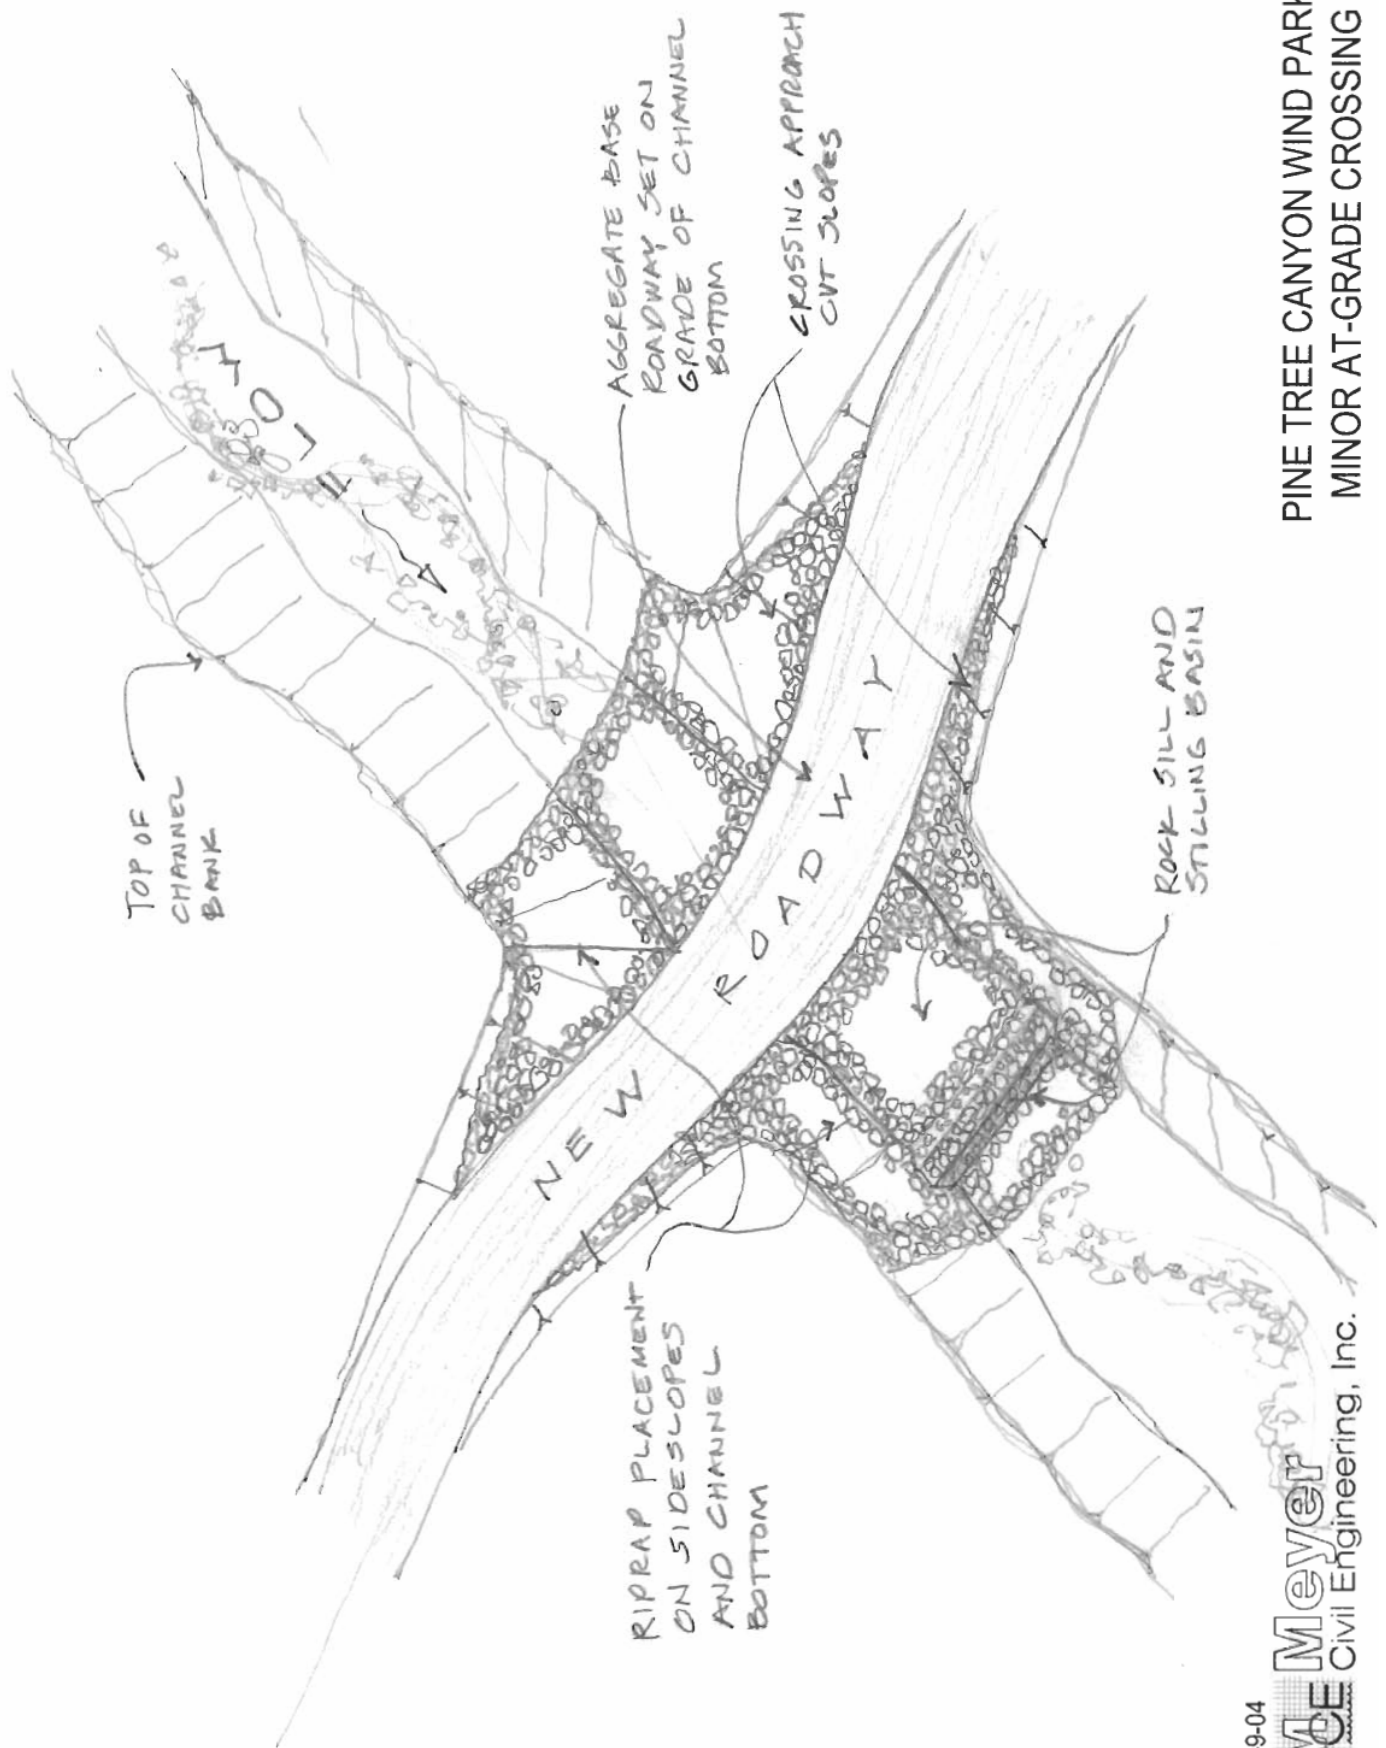 TOP OF
CHANNEL
BANK
FLOW
AGGREGATE BASE
ROADWAY SET ON
GRADE OF CHANNEL
BOTTOM
CROSSING APPROACH
CUT SLOPES
NEW ROADWAY
RIPRAP PLACEMENT
ON SIDESLOPES
AND CHANNEL
BOTTOM
ROCK SILL AND
STILLING BASIN
9-04
Meyer
CE Civil Engineering, Inc.
PINE TREE CANYON WIND PARK
MINOR AT-GRADE CROSSING